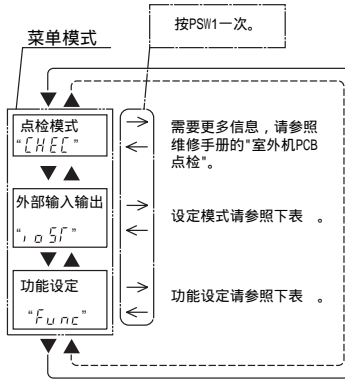 按PSW1一次。
菜单模式
点检模式
“CHEC”
需要更多信息，请参照
维修手册的"室外机PCB
点检"。
外部输入输出
“ioST”
设定模式请参照下表 。
功能设定
“Func”
功能设定请参照下表 。